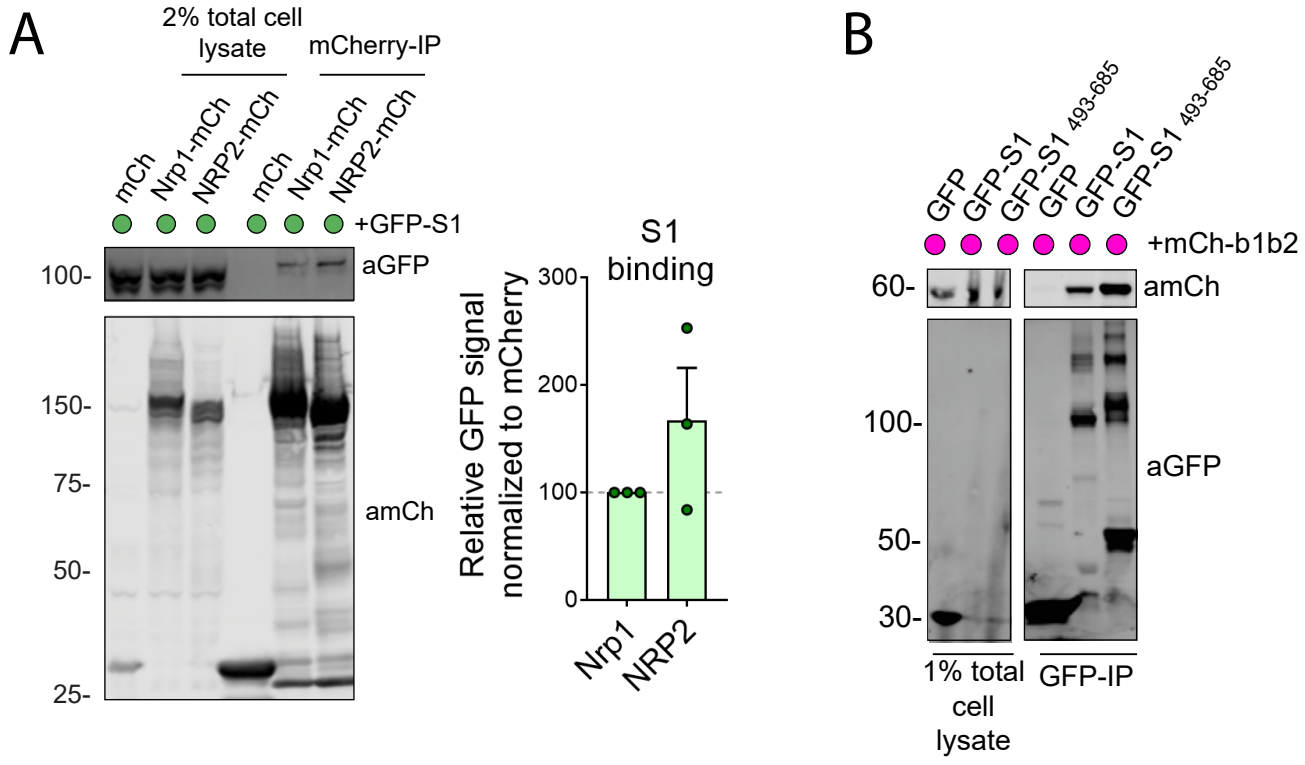 A
2% total cell
lysate
mCherry-IP
mCh
Nrp1-mCh
NRP2-mCh
mCh
Nrp1-mCh
NRP2-mCh
+GFP-S1
100-
aGFP
150-
75-
50-
25-
amCh
S1
binding
Relative GFP signal
normalized to mCherry
300
200
100
0
Nrp1
NRP2
B
GFP
GFP-S1
GFP-S1 493-685
GFP
GFP-S1
GFP-S1 493-685
+mCh-b1b2
60-
amCh
100-
50-
30-
aGFP
1% total
cell
lysate
GFP-IP